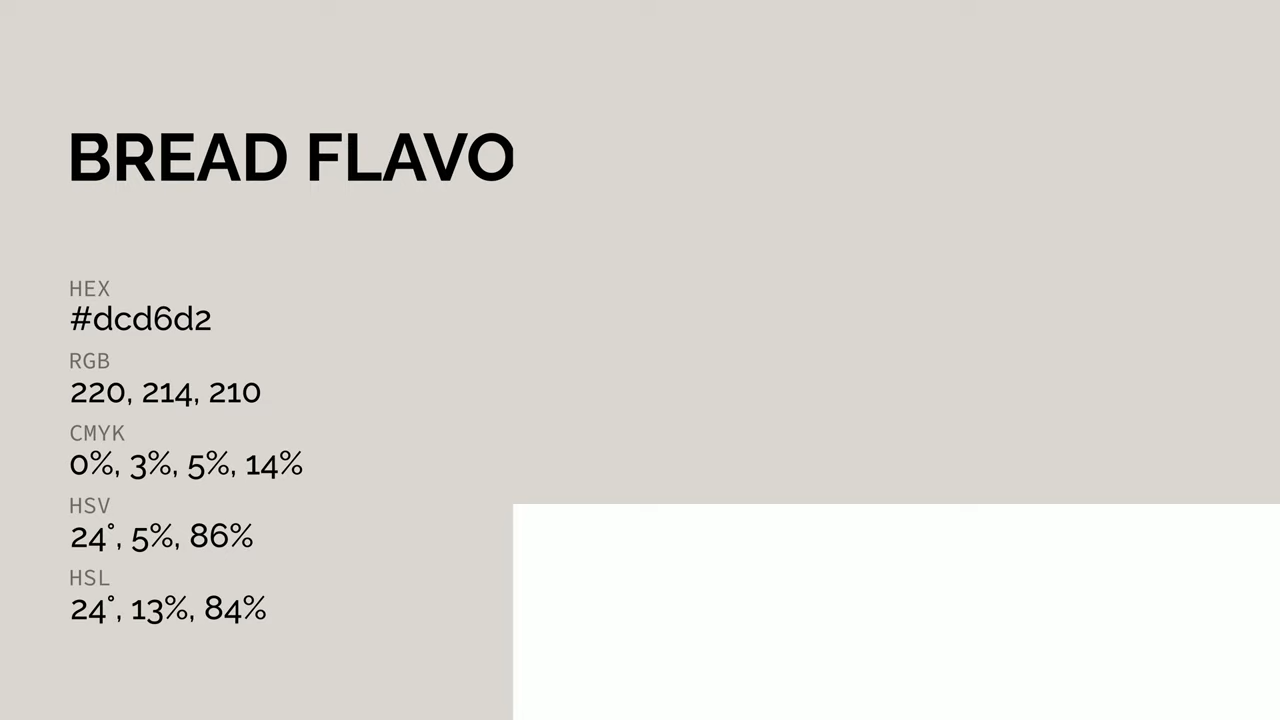 BREAD FLAVO
HEX
#dcd6d2
RGB
220, 214, 210
CMYK
0%, 3%, 5%, 14%
HSV
24°, 5%, 86%
HSL
24°, 13%, 84%